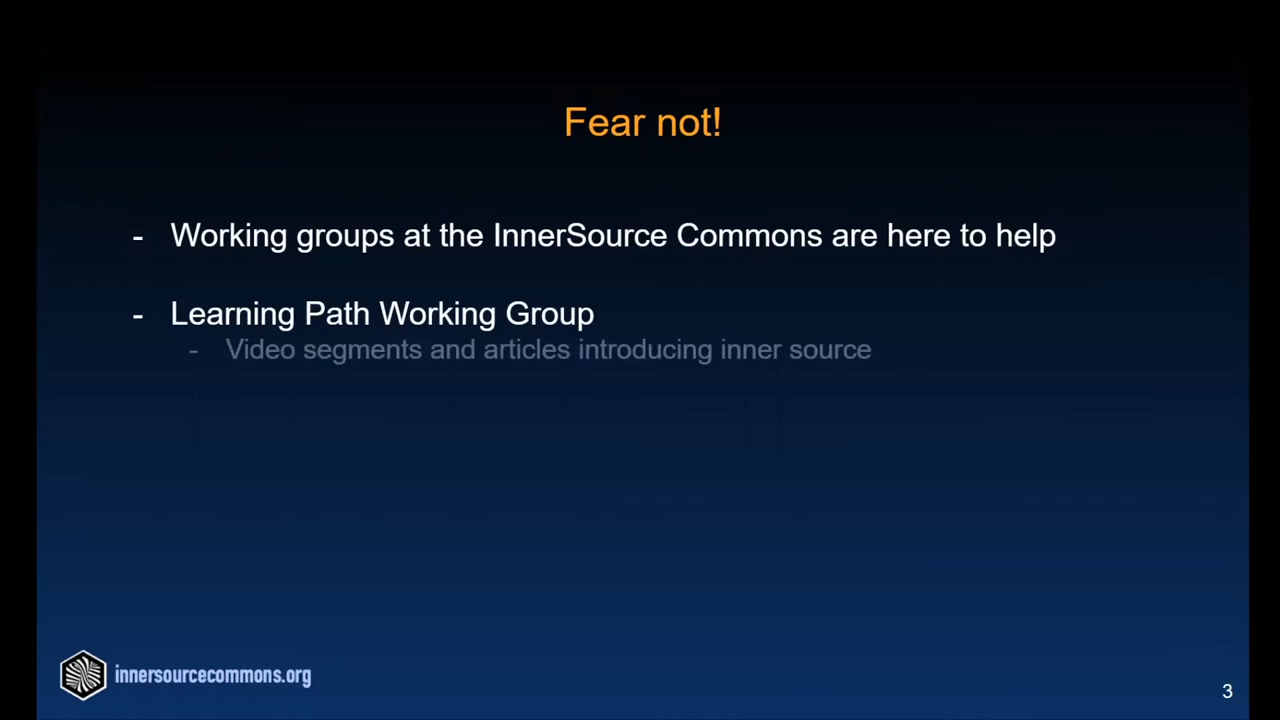 Fear not!
- Working groups at the InnerSource Commons are here to help
- Learning Path Working Group
- Video segments and articles introducing inner source
innersourcecommons.org
3